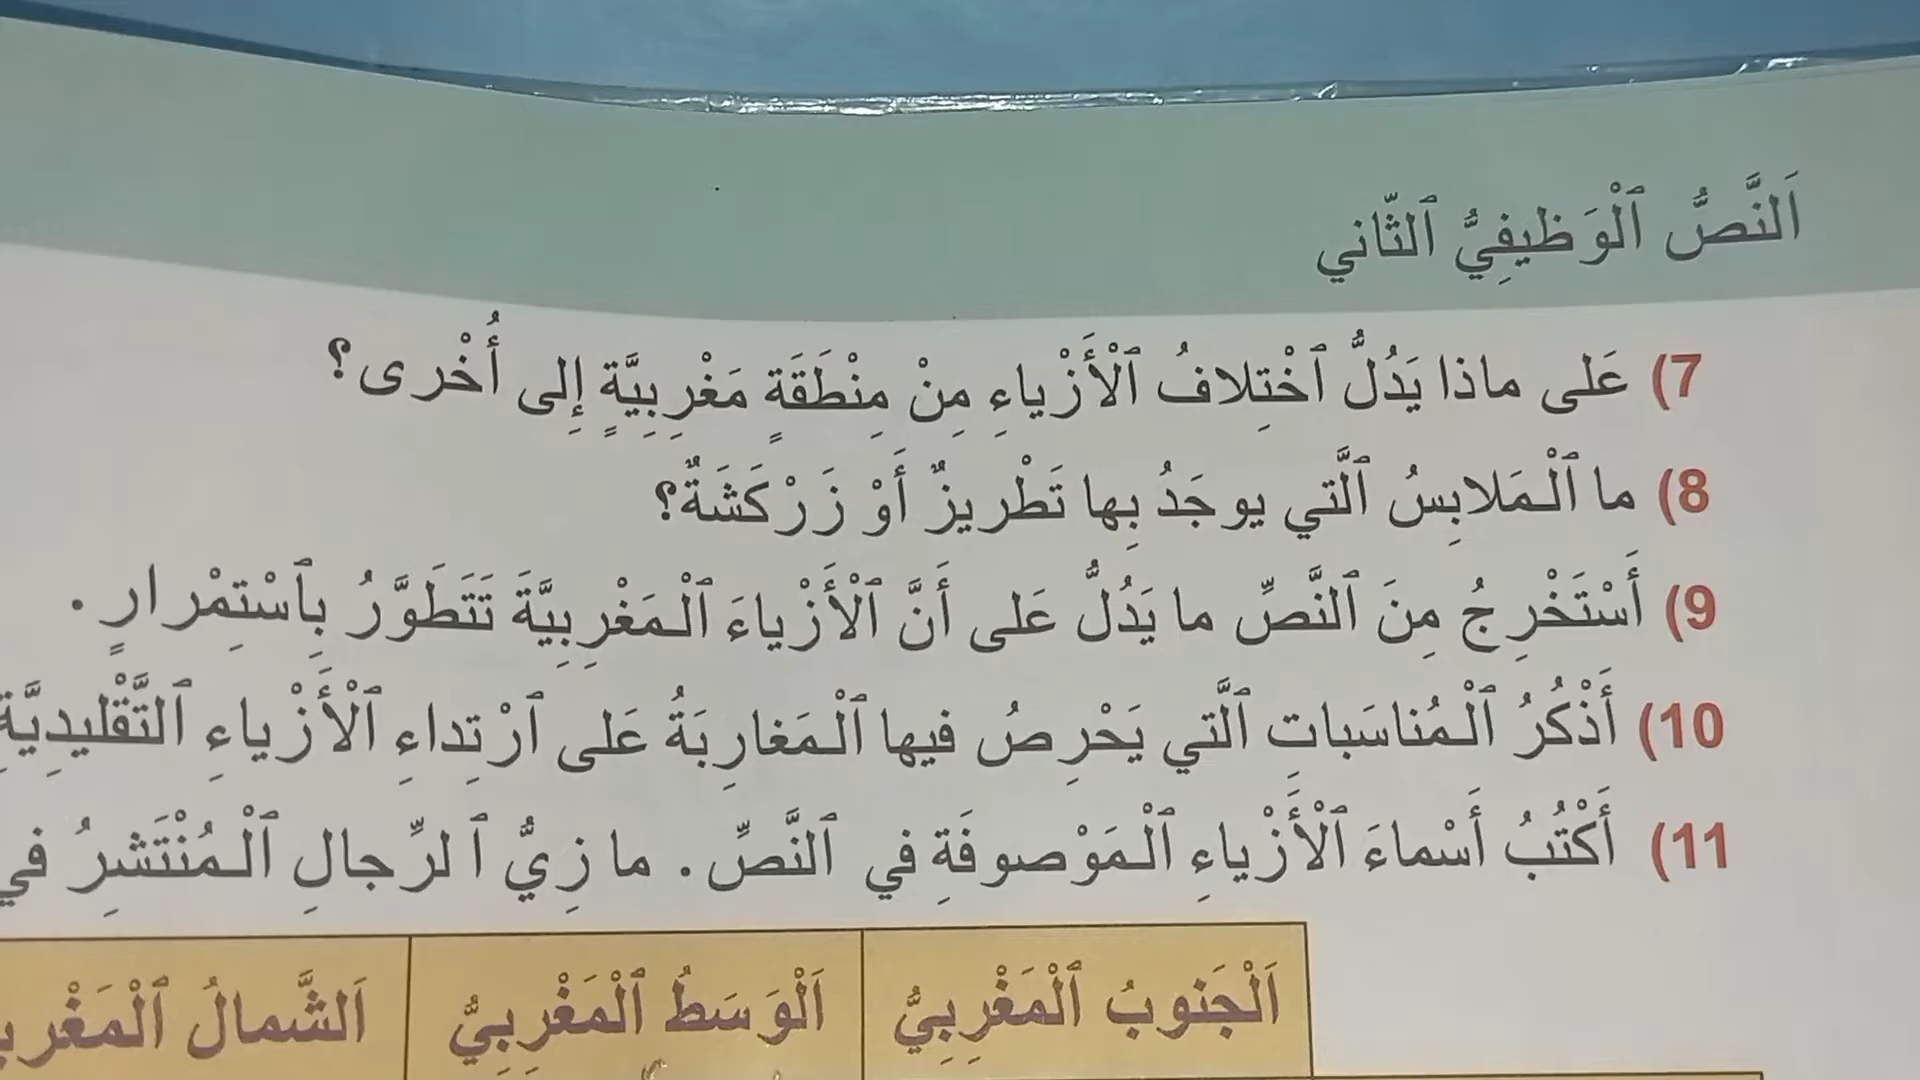 اَلنَّصُّ ٱلْوَظيفِيُّ ٱلثّاني
7) عَلى ماذا يَدُلُّ ٱخْتِلافُ ٱلْأَزْياءِ مِنْ مِنْطَقَةٍ مَغْرِبِيَّةٍ إِلى أُخْرى؟
8) ما ٱلْمَلابِسُ ٱلَّتي يوجَدُ بِها تَطْريزٌ أَوْ زَرْكَشَةٌ؟
9) أَسْتَخْرِجُ مِنَ ٱلنَّصِّ ما يَدُلُّ عَلى أَنَّ ٱلْأَزْياءَ ٱلْمَغْرِبِيَّةَ تَتَطَوَّرُ بِٱسْتِمْرارٍ.
10) أَذْكُرُ ٱلْمُناسَباتِ ٱلَّتي يَحْرِصُ فيها ٱلْمَغارِبَةُ عَلى ٱرْتِداءِ ٱلْأَزْياءِ ٱلتَّقْليدِيَّةِ
11) أَكْتُبُ أَسْماءَ ٱلْأَزْياءِ ٱلْمَوْصوفَةِ في ٱلنَّصِّ. ما زِيُّ ٱلرِّجالِ ٱلْمُنْتَشِرُ في
اَلْجَنوبُ ٱلْمَغْرِبِيُّ اَلْوَسَطُ ٱلْمَغْرِبِيُّ اَلشَّمالُ